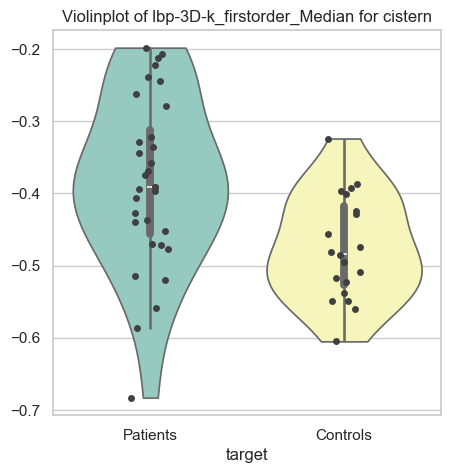 Violinplot of lbp-3D-k_firstorder_Median for cistern
−0.2
−0.3
−0.4
−0.5
−0.6
−0.7
Patients
Controls
target